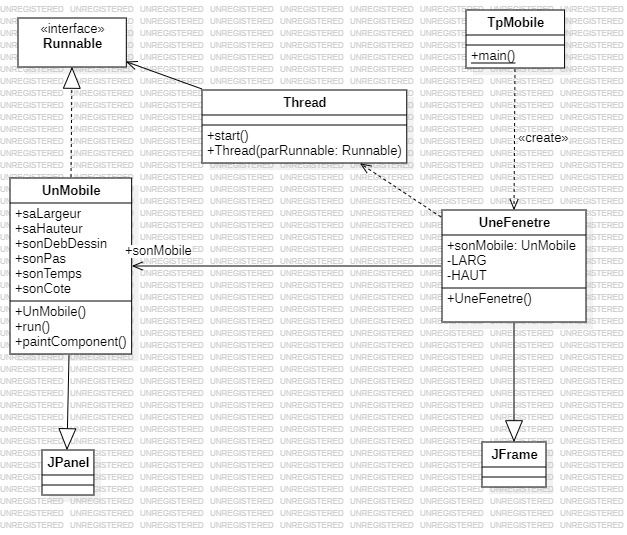 «interface»
Runnable
TpMobile
+main()
Thread
+start()
+Thread(parRunnable: Runnable)
«create»
UnMobile
+saLargeur
+saHauteur
+sonDebDessin
+sonPas
+sonTemps
+sonCote
+UnMobile()
+run()
+paintComponent()
+sonMobile
UneFenetre
+sonMobile: UnMobile
-LARG
-HAUT
+UneFenetre()
JPanel
JFrame
UNREGISTERED